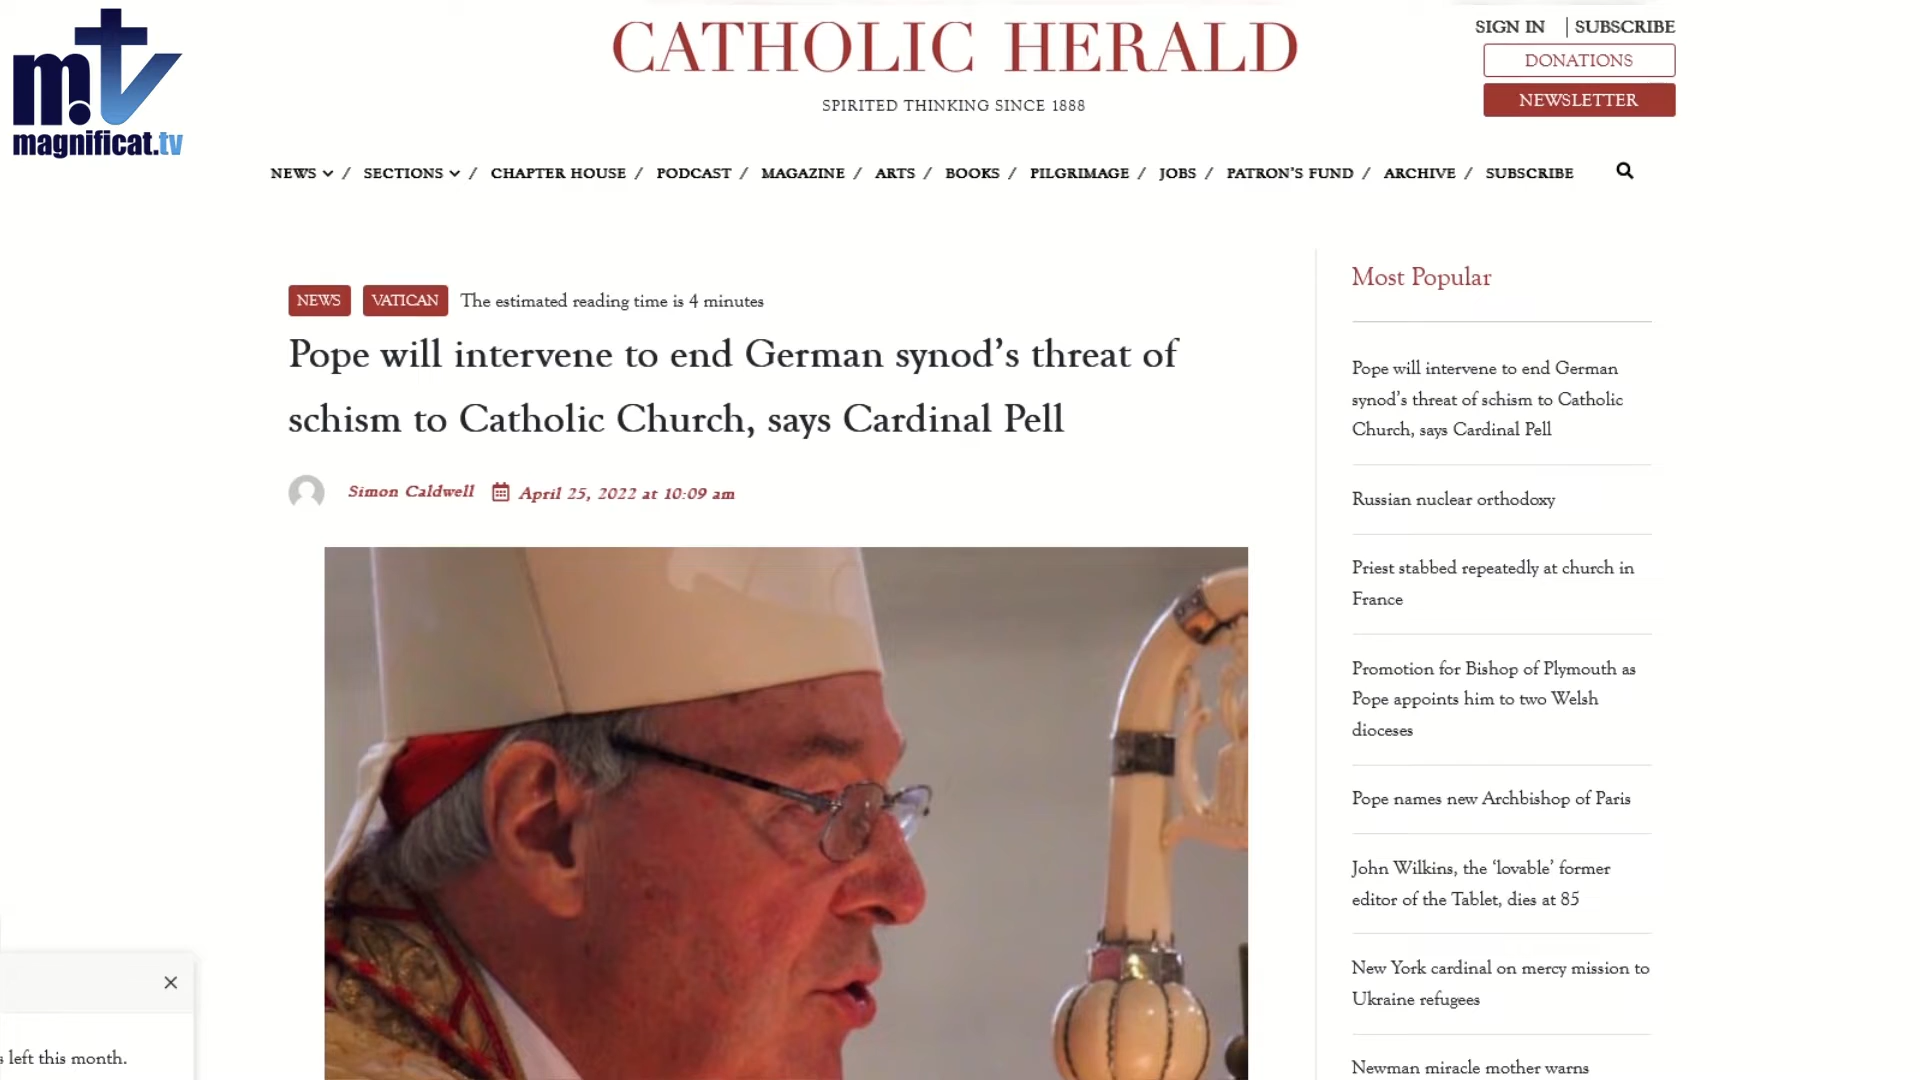 m.tv
magnificat.tv
CATHOLIC HERALD
SPIRITED THINKING SINCE 1888
SIGN IN | SUBSCRIBE
DONATIONS
NEWSLETTER
NEWS / SECTIONS / CHAPTER HOUSE / PODCAST / MAGAZINE / ARTS / BOOKS / PILGRIMAGE / JOBS / PATRON'S FUND / ARCHIVE / SUBSCRIBE
NEWS VATICAN The estimated reading time is 4 minutes
Pope will intervene to end German synod's threat of
schism to Catholic Church, says Cardinal Pell
Simon Caldwell April 25, 2022 at 10:09 am
Most Popular
Pope will intervene to end German
synod's threat of schism to Catholic
Church, says Cardinal Pell
Russian nuclear orthodoxy
Priest stabbed repeatedly at church in
France
Promotion for Bishop of Plymouth as
Pope appoints him to two Welsh
dioceses
Pope names new Archbishop of Paris
John Wilkins, the 'lovable' former
editor of the Tablet, dies at 85
New York cardinal on mercy mission to
Ukraine refugees
Newman miracle mother warns
s left this month.